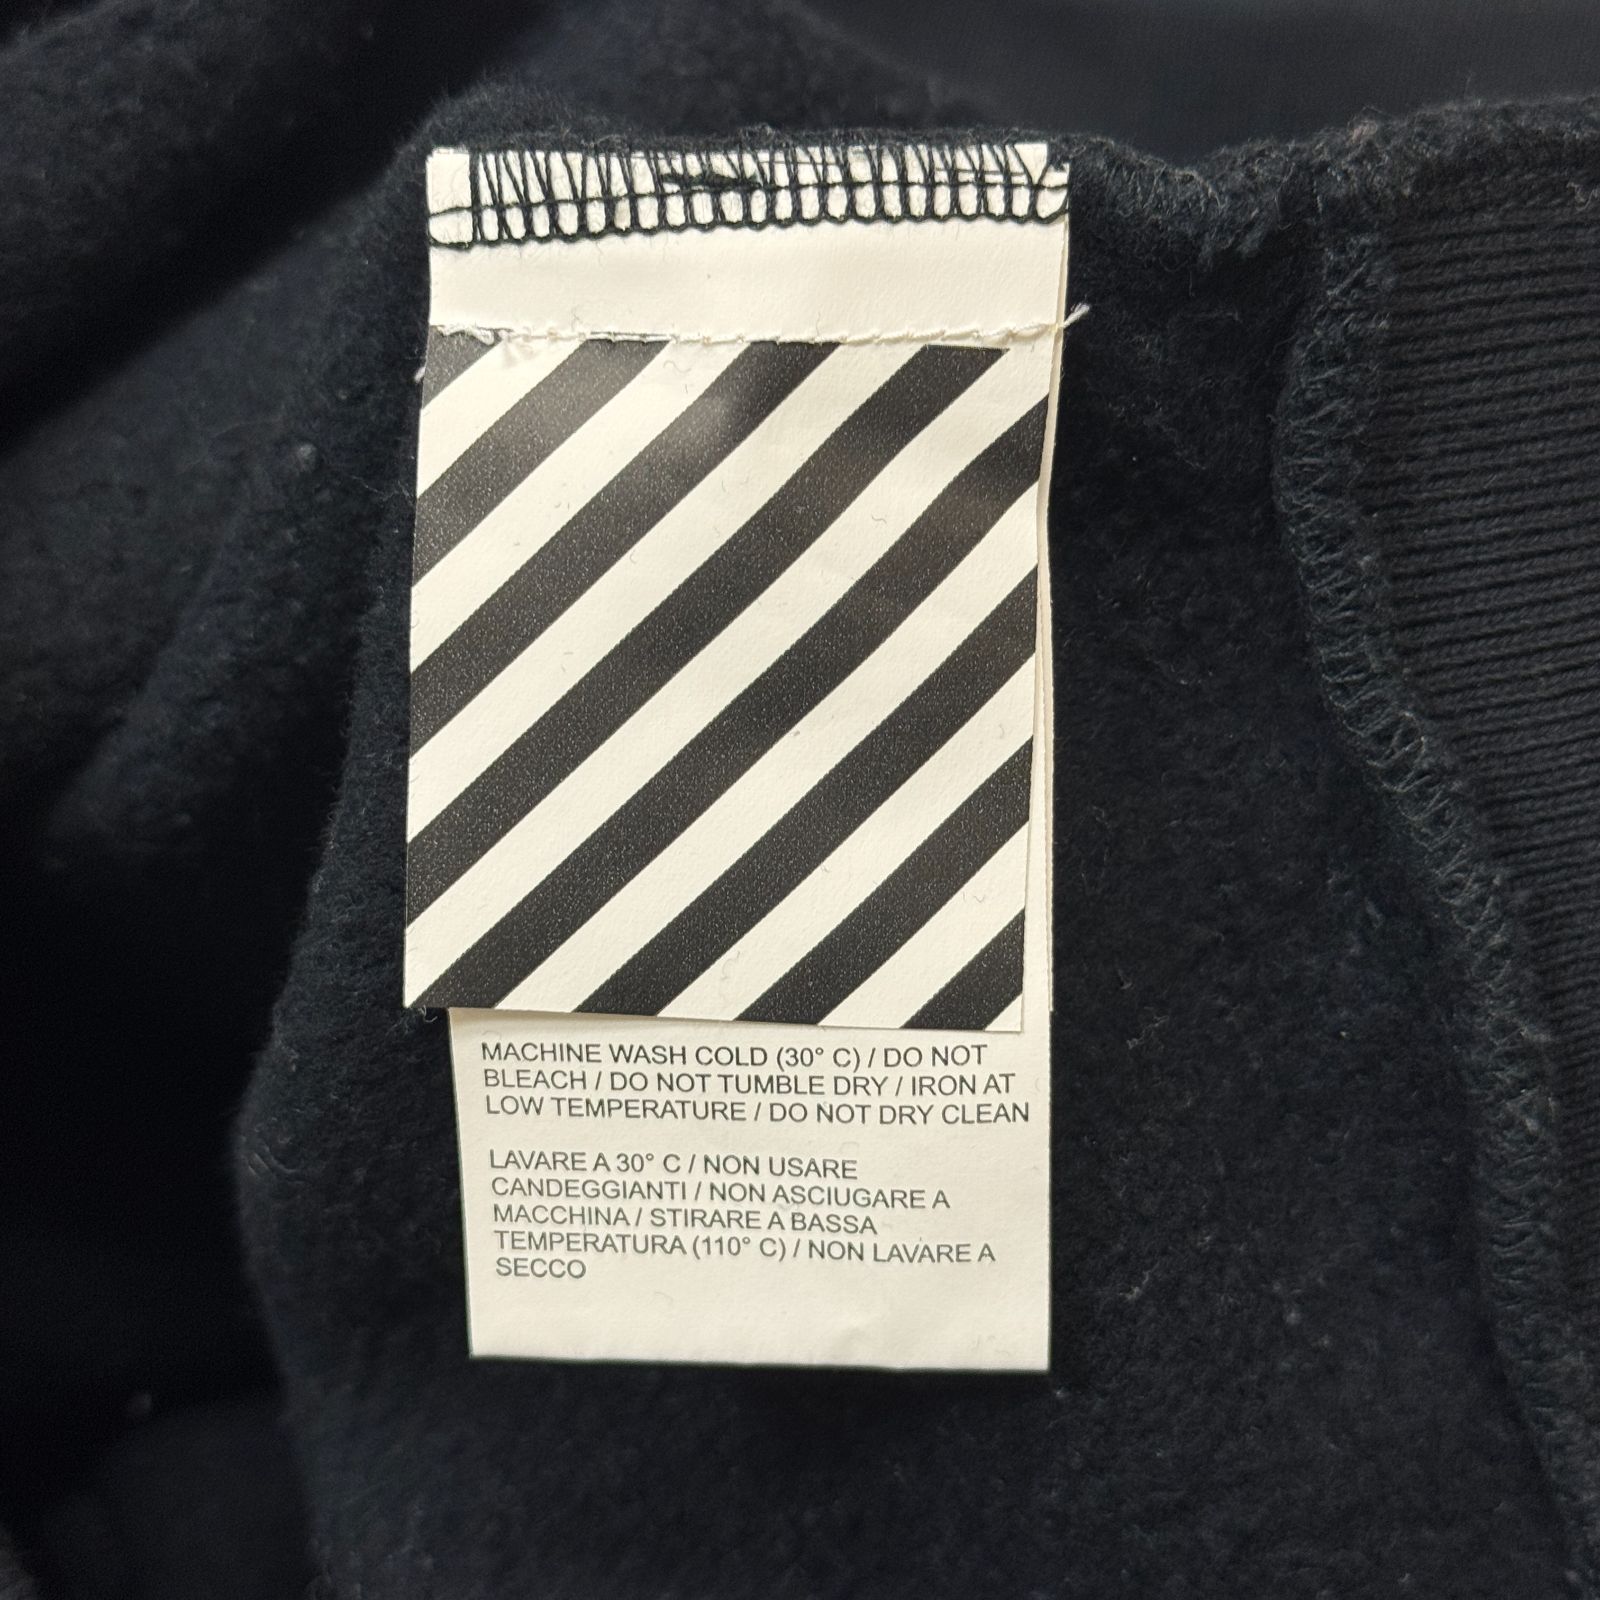 MACHINE WASH COLD (30° C) / DO NOT
BLEACH / DO NOT TUMBLE DRY / IRON AT
LOW TEMPERATURE / DO NOT DRY CLEAN
LAVARE A 30° C / NON USARE
CANDEGGIANTI / NON ASCIUGARE A
MACCHINA / STIRARE A BASSA
TEMPERATURA (110° C) / NON LAVARE A
SECCO